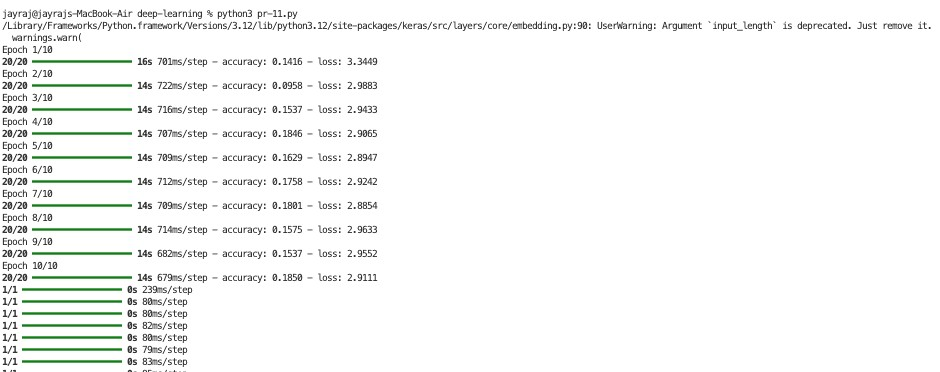 jayraj@jayrajs-MacBook-Air deep-learning % python3 pr-11.py
/Library/Frameworks/Python.framework/Versions/3.12/lib/python3.12/site-packages/keras/src/layers/core/embedding.py:90: UserWarning: Argument `input_length` is deprecated. Just remove it.
  warnings.warn(
Epoch 1/10
20/20 16s 701ms/step - accuracy: 0.1416 - loss: 3.3449
Epoch 2/10
20/20 14s 722ms/step - accuracy: 0.0958 - loss: 2.9883
Epoch 3/10
20/20 14s 716ms/step - accuracy: 0.1537 - loss: 2.9433
Epoch 4/10
20/20 14s 707ms/step - accuracy: 0.1846 - loss: 2.9065
Epoch 5/10
20/20 14s 709ms/step - accuracy: 0.1629 - loss: 2.8947
Epoch 6/10
20/20 14s 712ms/step - accuracy: 0.1758 - loss: 2.9242
Epoch 7/10
20/20 14s 709ms/step - accuracy: 0.1801 - loss: 2.8854
Epoch 8/10
20/20 14s 714ms/step - accuracy: 0.1575 - loss: 2.9633
Epoch 9/10
20/20 14s 682ms/step - accuracy: 0.1537 - loss: 2.9552
Epoch 10/10
20/20 14s 679ms/step - accuracy: 0.1850 - loss: 2.9111
1/1 0s 239ms/step
1/1 0s 80ms/step
1/1 0s 80ms/step
1/1 0s 82ms/step
1/1 0s 80ms/step
1/1 0s 79ms/step
1/1 0s 83ms/step